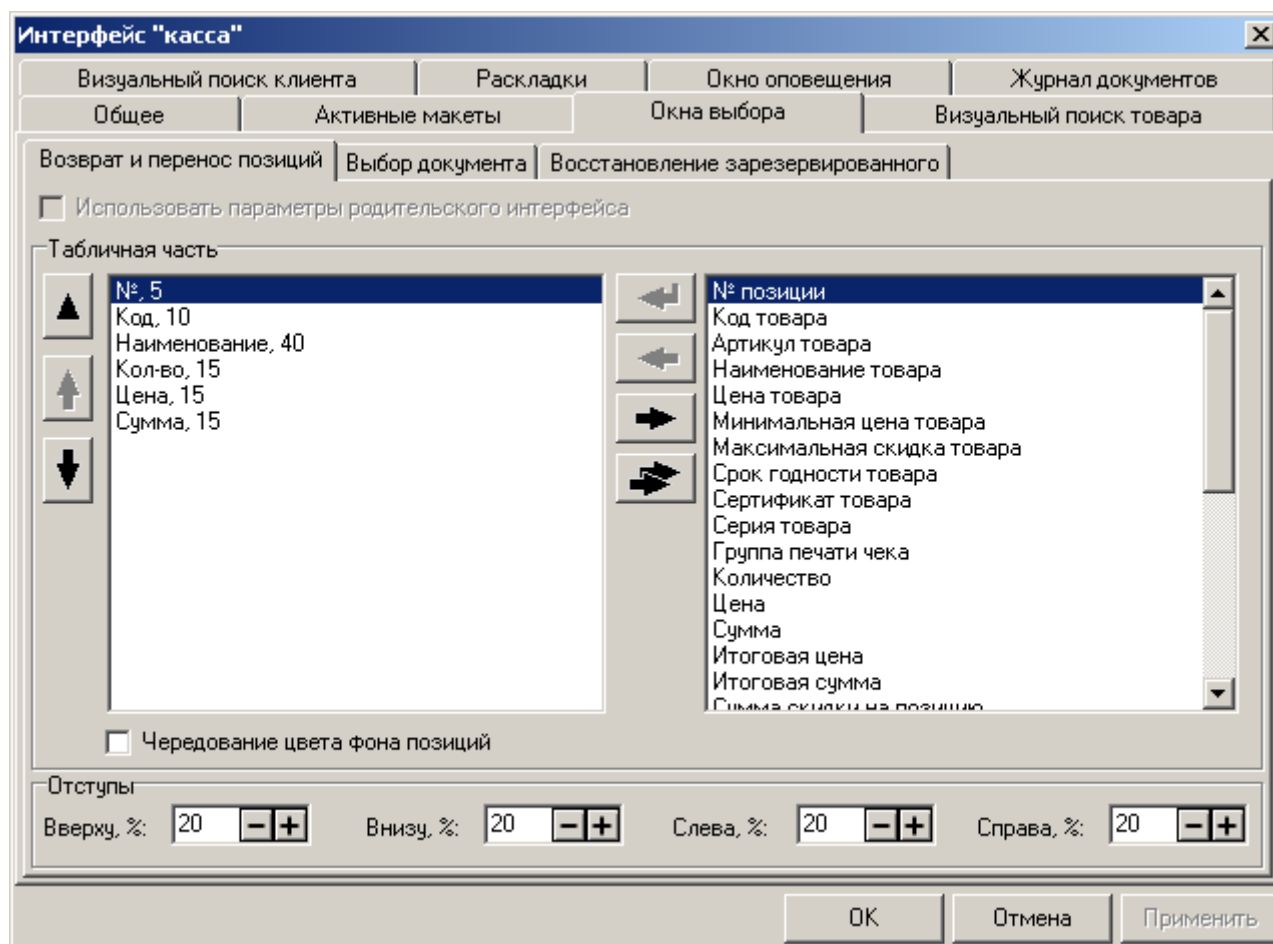 Интерфейс "касса"
Визуальный поиск клиента Раскладки Окно оповещения Журнал документов
Общее Активные макеты Окна выбора Визуальный поиск товара
Возврат и перенос позиций Выбор документа Восстановление зарезервированного
Использовать параметры родительского интерфейса
Табличная часть
№, 5
Код, 10
Наименование, 40
Кол-во, 15
Цена, 15
Сумма, 15
№ позиции
Код товара
Артикул товара
Наименование товара
Цена товара
Минимальная цена товара
Максимальная скидка товара
Срок годности товара
Сертификат товара
Серия товара
Группа печати чека
Количество
Цена
Сумма
Итоговая цена
Итоговая сумма
Сумма скидки на позицию
Чередование цвета фона позиций
Отступы
Вверху, %: 20 Внизу, %: 20 Слева, %: 20 Справа, %: 20
OK Отмена Применить